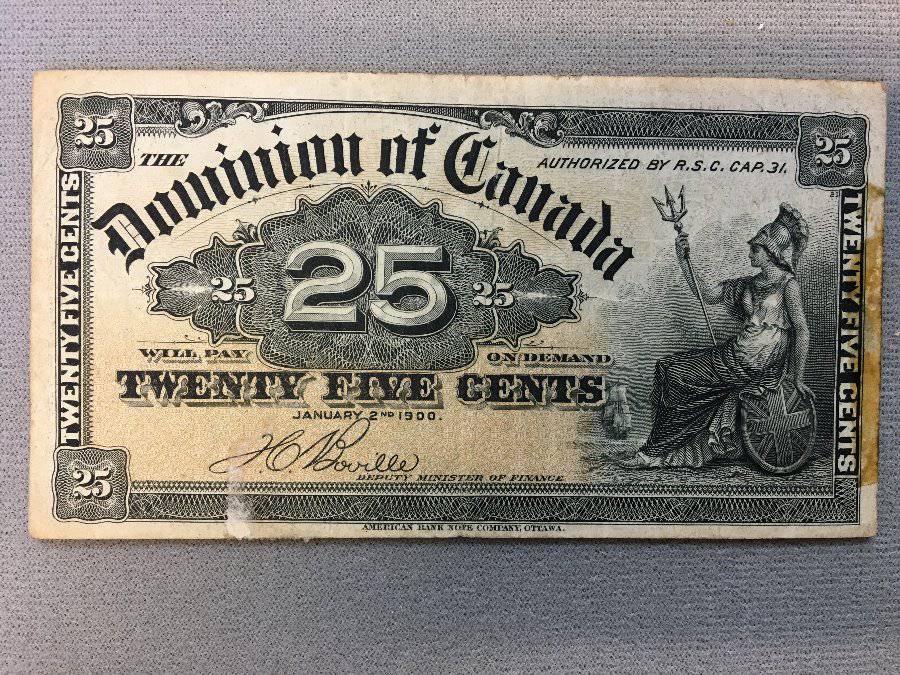 25
25
THE
Dominion of Canada
AUTHORIZED BY R.S.C. CAP. 31.
TWENTY FIVE CENTS
25
25
25
TWENTY FIVE CENTS
WILL PAY
ON DEMAND
TWENTY FIVE CENTS
JANUARY 2ND 1900.
H C Boville
DEPUTY MINISTER OF FINANCE
25
AMERICAN BANK NOTE COMPANY, OTTAWA.